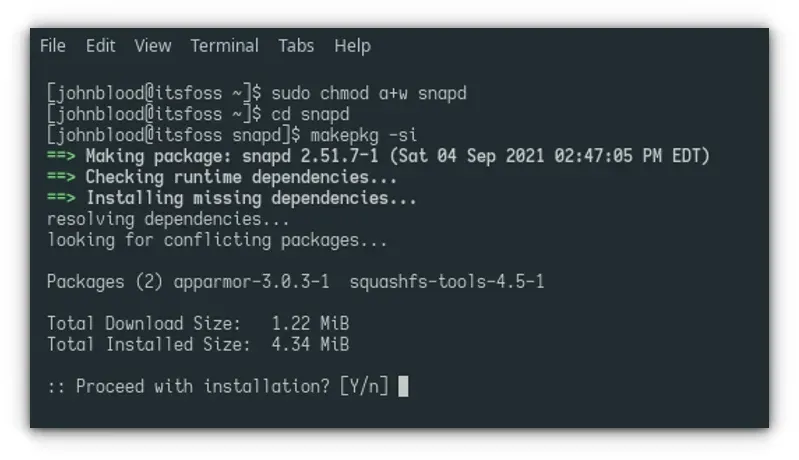 File Edit View Terminal Tabs Help
[johnblood@itsfoss ~]$ sudo chmod a+w snapd
[johnblood@itsfoss ~]$ cd snapd
[johnblood@itsfoss snapd]$ makepkg -si
==> Making package: snapd 2.51.7-1 (Sat 04 Sep 2021 02:47:05 PM EDT)
==> Checking runtime dependencies...
==> Installing missing dependencies...
resolving dependencies...
looking for conflicting packages...
Packages (2) apparmor-3.0.3-1  squashfs-tools-4.5-1
Total Download Size:   1.22 MiB
Total Installed Size:  4.34 MiB
:: Proceed with installation? [Y/n]